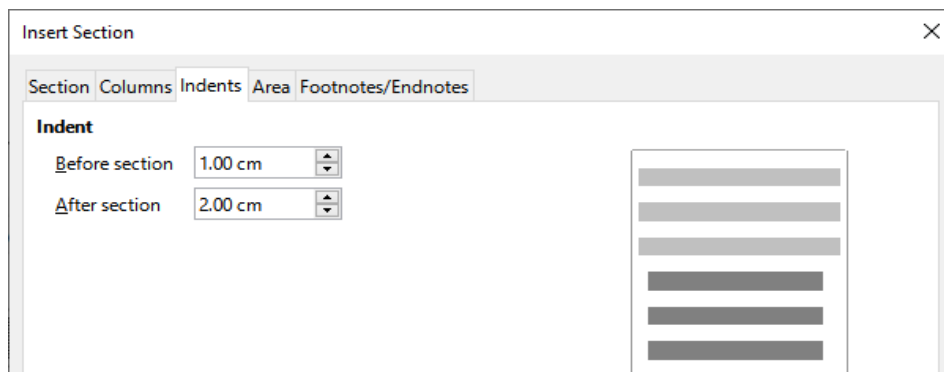 Insert Section
Section Columns Indents Area Footnotes/Endnotes
Indent
Before section 1.00 cm
After section 2.00 cm